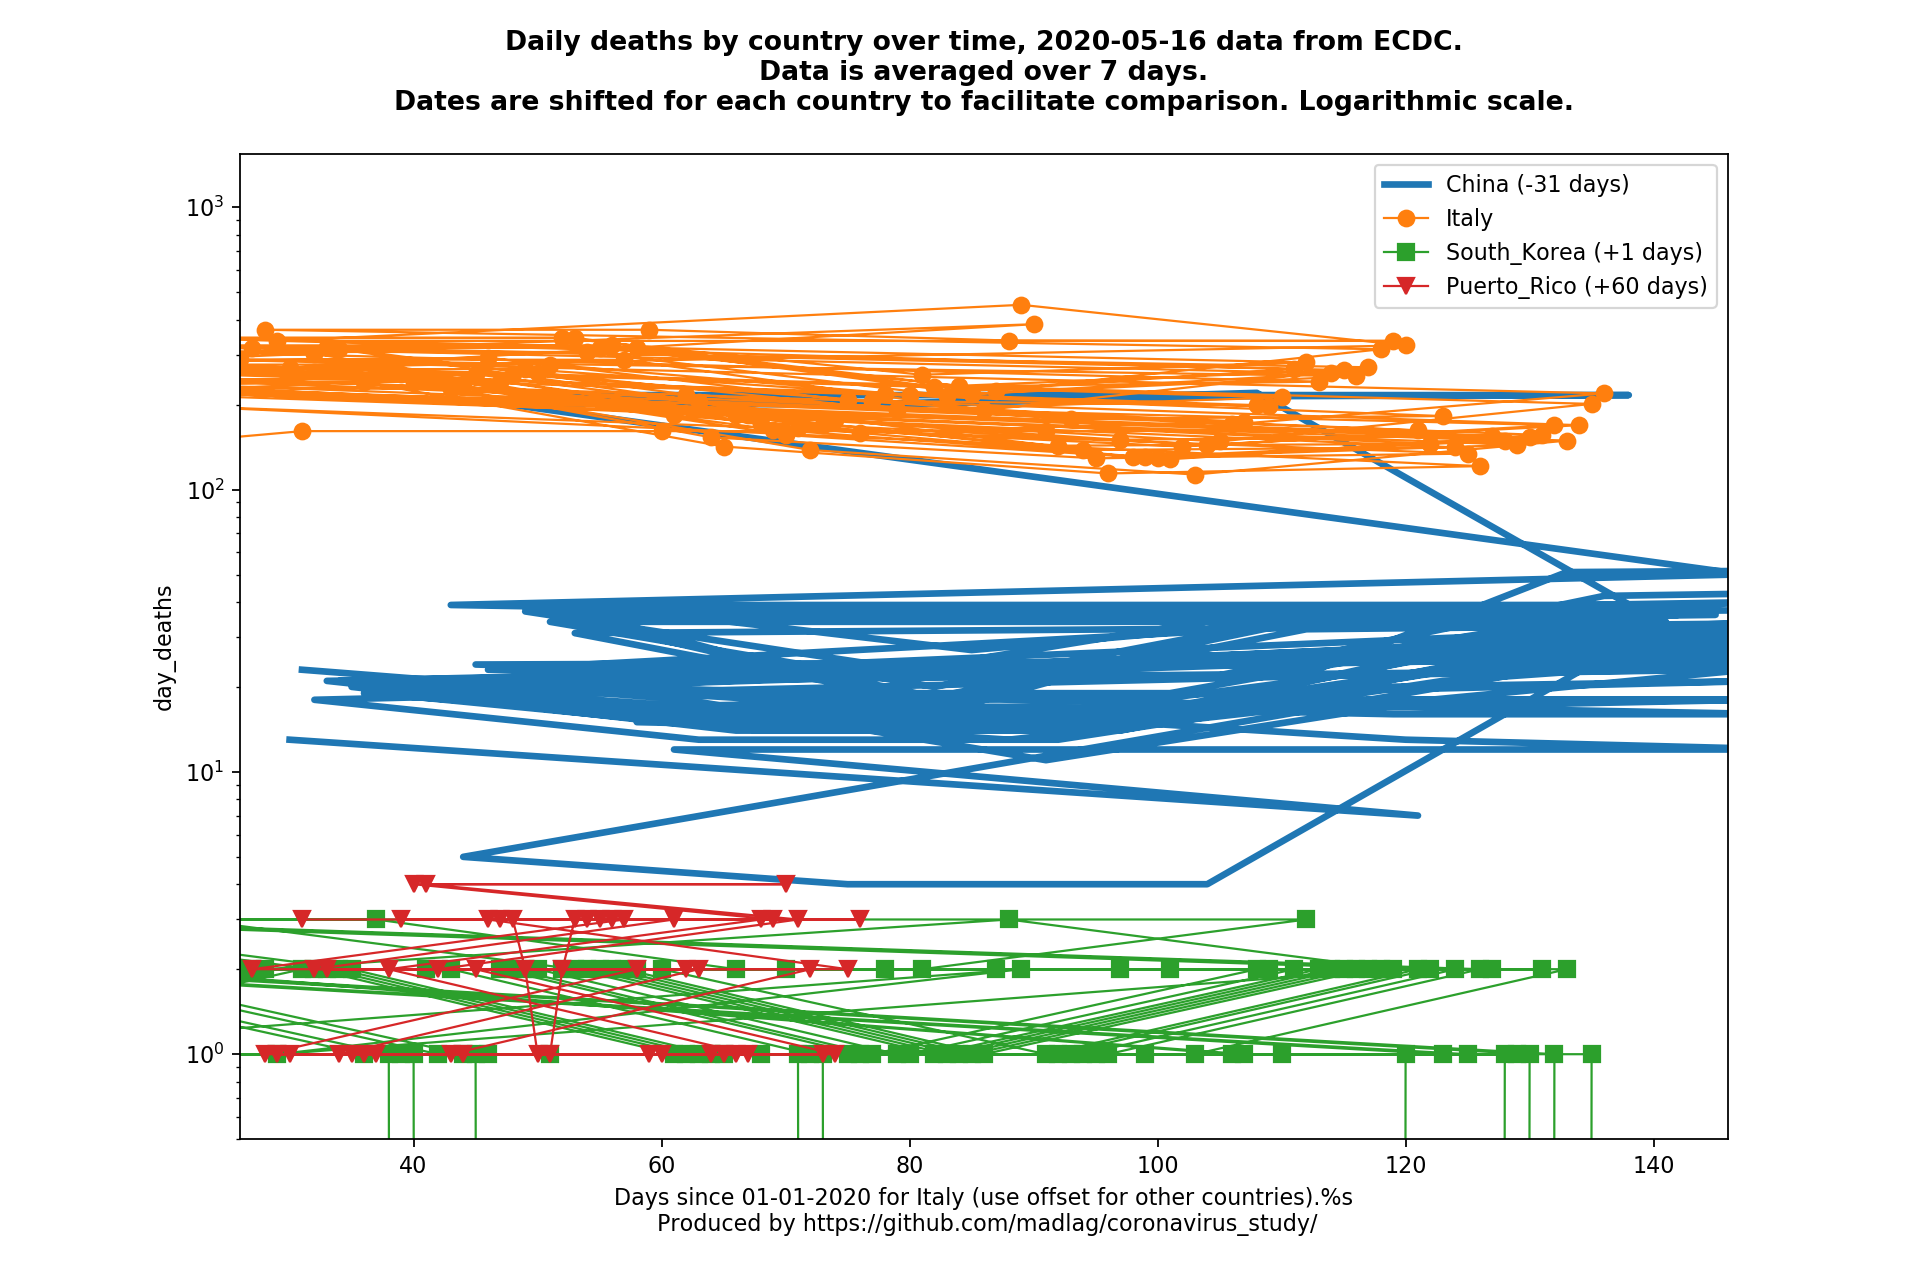 Daily deaths by country over time, 2020-05-16 data from ECDC.
Data is averaged over 7 days.
Dates are shifted for each country to facilitate comparison. Logarithmic scale.
China (-31 days)
Italy
South_Korea (+1 days)
Puerto_Rico (+60 days)
day_deaths
10³
10²
10¹
10⁰
40 60 80 100 120 140
Days since 01-01-2020 for Italy (use offset for other countries).%s
Produced by https://github.com/madlag/coronavirus_study/